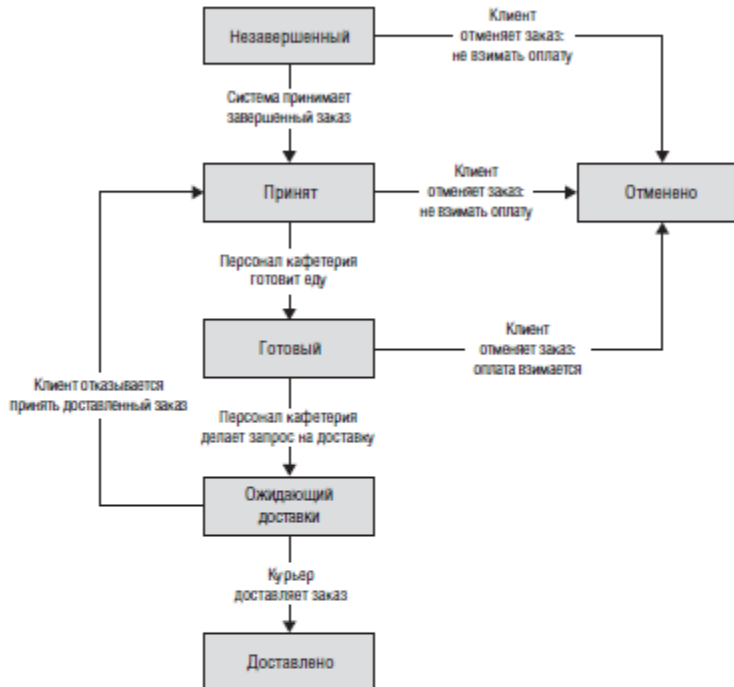 Незавершенный
Клиент
отменяет заказ:
не взимать оплату
Система принимает
завершенный заказ
Принят
Клиент
отменяет заказ:
не взимать оплату
Отменено
Персонал кафетерия
готовит еду
Готовый
Клиент
отменяет заказ:
оплата взимается
Клиент отказывается
принять доставленный заказ
Персонал кафетерия
делает запрос на доставку
Ожидающий
доставки
Курьер
доставляет заказ
Доставлено